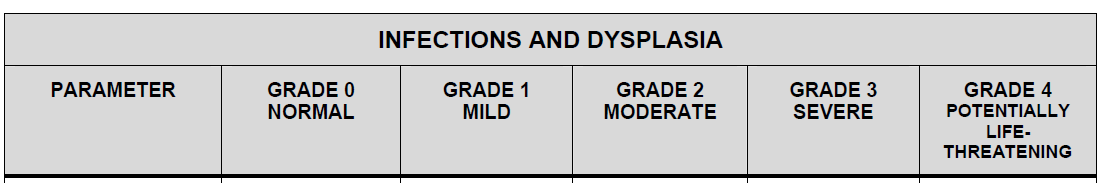 INFECTIONS AND DYSPLASIA
PARAMETER
GRADE 0
NORMAL
GRADE 1
MILD
GRADE 2
MODERATE
GRADE 3
SEVERE
GRADE 4
POTENTIALLY
LIFE-
THREATENING